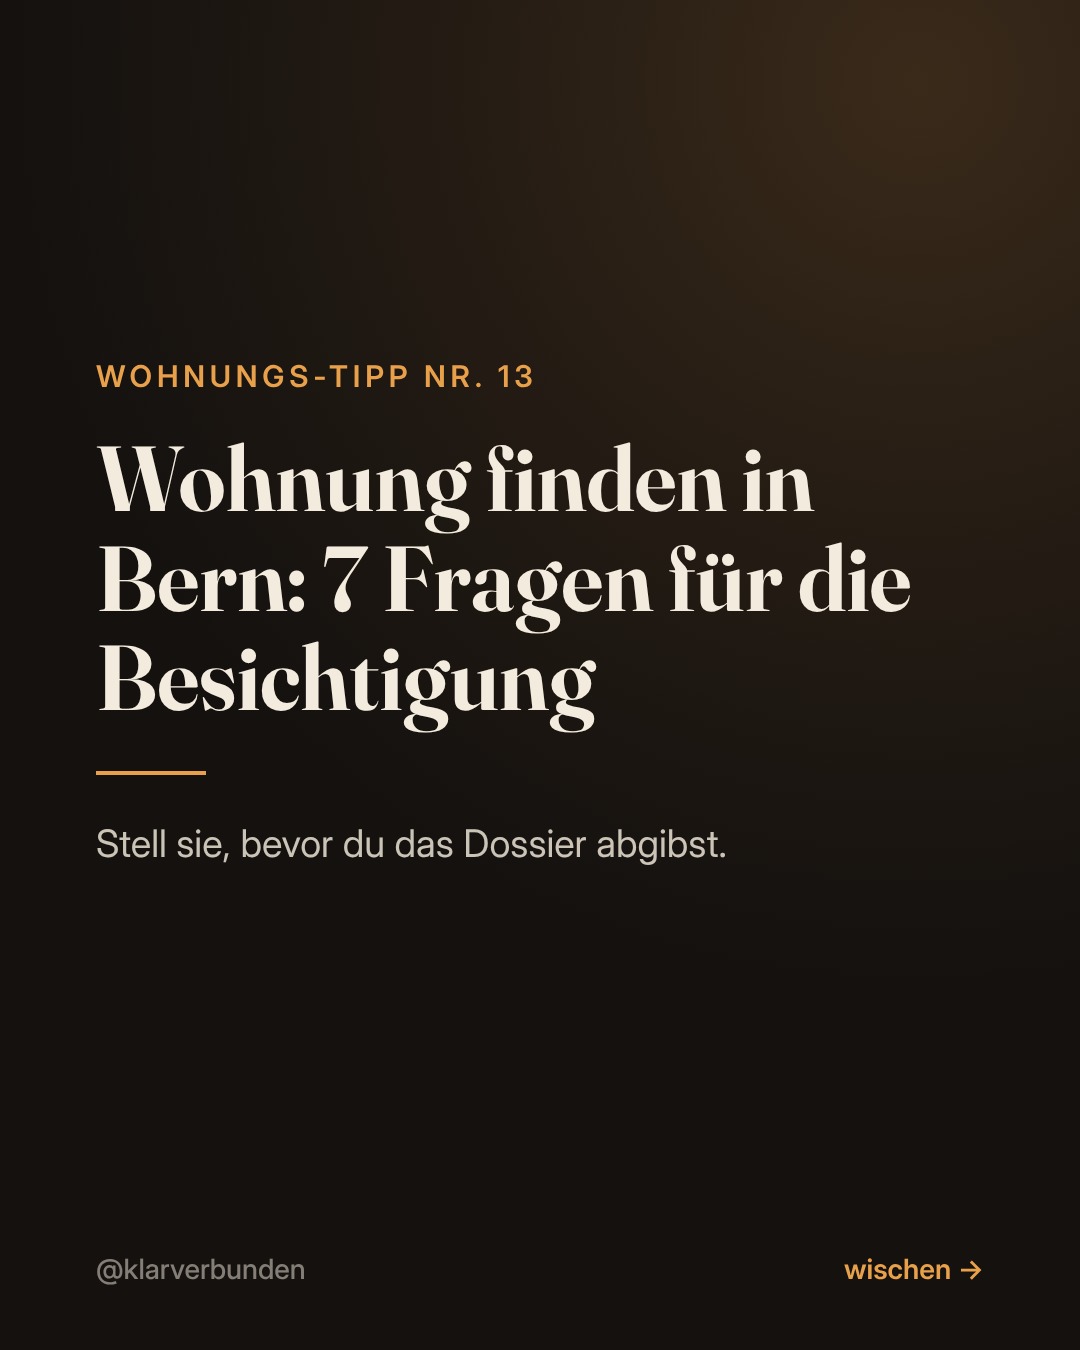 WOHNUNGS-TIPP NR. 13
Wohnung finden in
Bern: 7 Fragen für die
Besichtigung
Stell sie, bevor du das Dossier abgibst.
@klarverbunden
wischen →